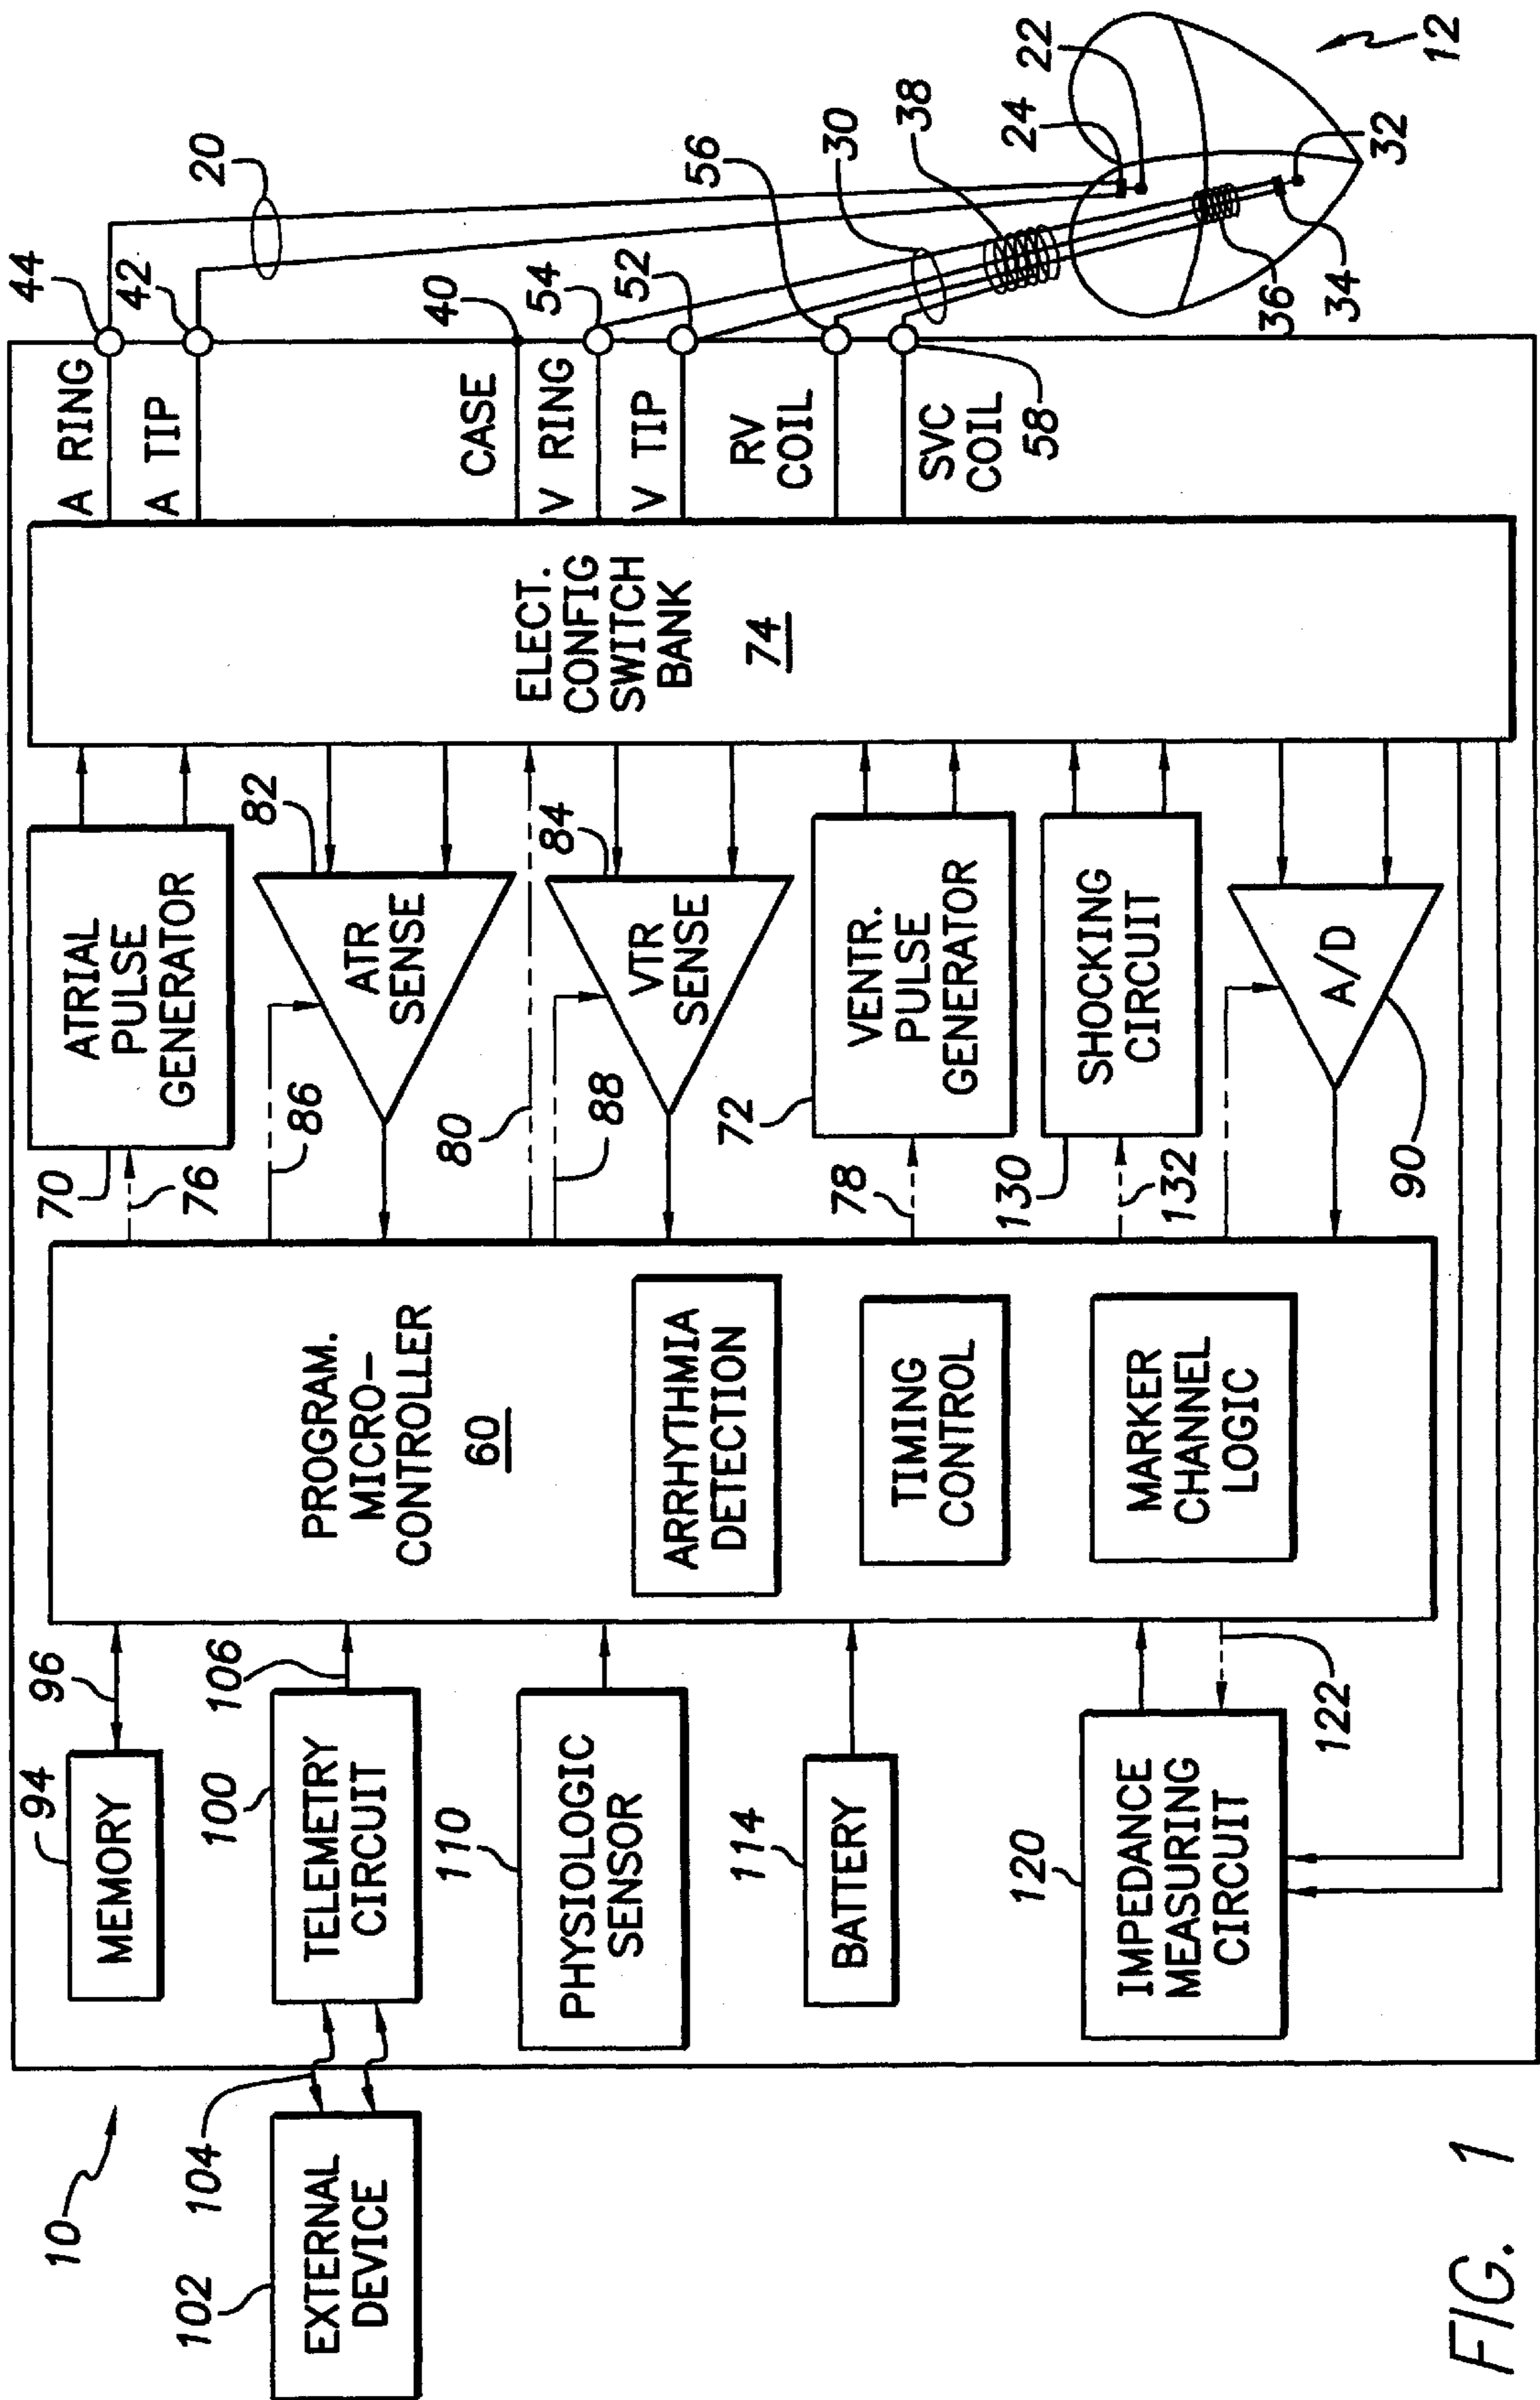 10
102
EXTERNAL
DEVICE
104
94
MEMORY
96
100
TELEMETRY
CIRCUIT
106
110
PHYSIOLOGIC
SENSOR
114
BATTERY
120
IMPEDANCE
MEASURING
CIRCUIT
122
PROGRAM.
MICRO-
CONTROLLER
60
ARRHYTHMIA
DETECTION
TIMING
CONTROL
MARKER
CHANNEL
LOGIC
70
76
ATRIAL
PULSE
GENERATOR
86
82
ATR
SENSE
80
88
84
VTR
SENSE
72
78
VENTR.
PULSE
GENERATOR
130
132
SHOCKING
CIRCUIT
A/D
90
ELECT.
CONFIG
SWITCH
BANK
74
A RING
44
A TIP
42
CASE
40
V RING
54
V TIP
52
RV
COIL
56
SVC
COIL
58
20
30
38
24
22
36
34
32
12
FIG. 1